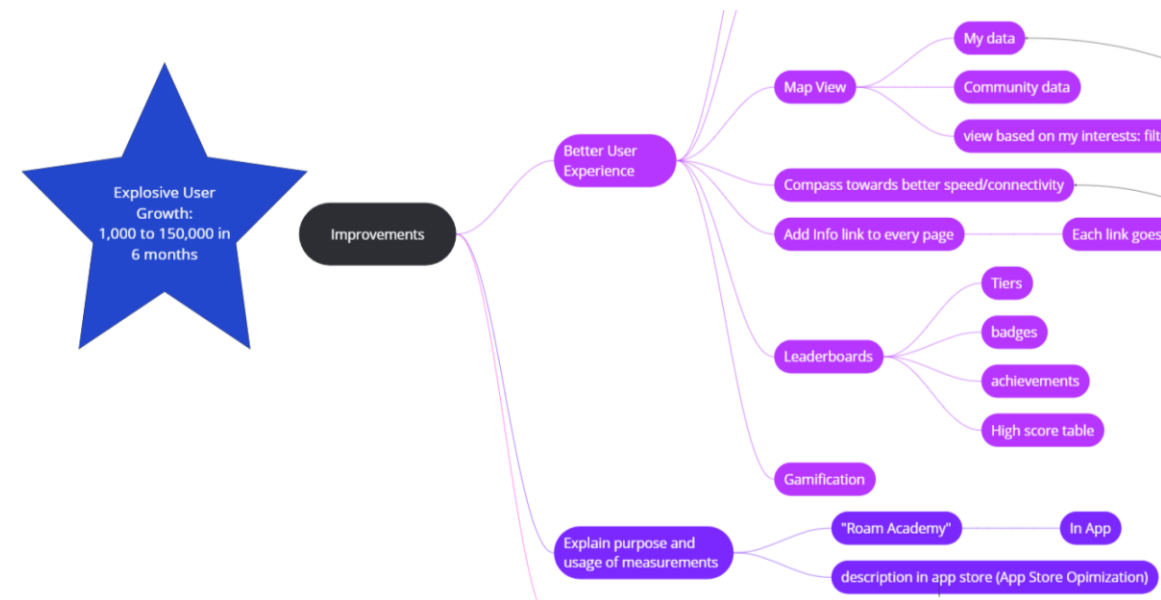 Explosive User
Growth:
1,000 to 150,000 in
6 months
Improvements
Better User
Experience
Map View
My data
Community data
view based on my interests: filt
Compass towards better speed/connectivity
Add Info link to every page
Each link goes
Leaderboards
Tiers
badges
achievements
High score table
Gamification
Explain purpose and
usage of measurements
"Roam Academy"
In App
description in app store (App Store Opimization)